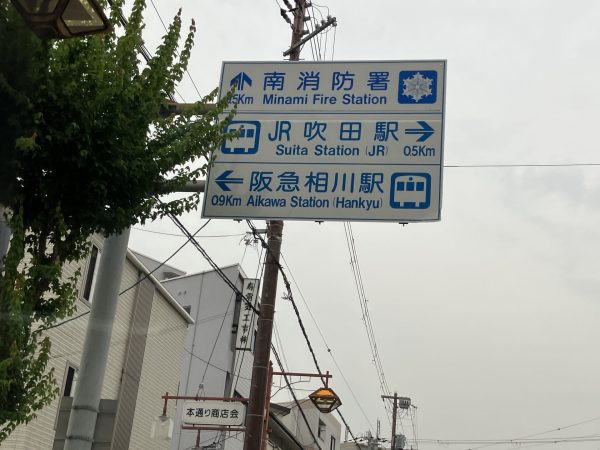 南消防署
Minami Fire Station
JR吹田駅
Suita Station (JR) 0.5Km
阪急相川駅
0.9Km Aikawa Station (Hankyu)
本通り商店会